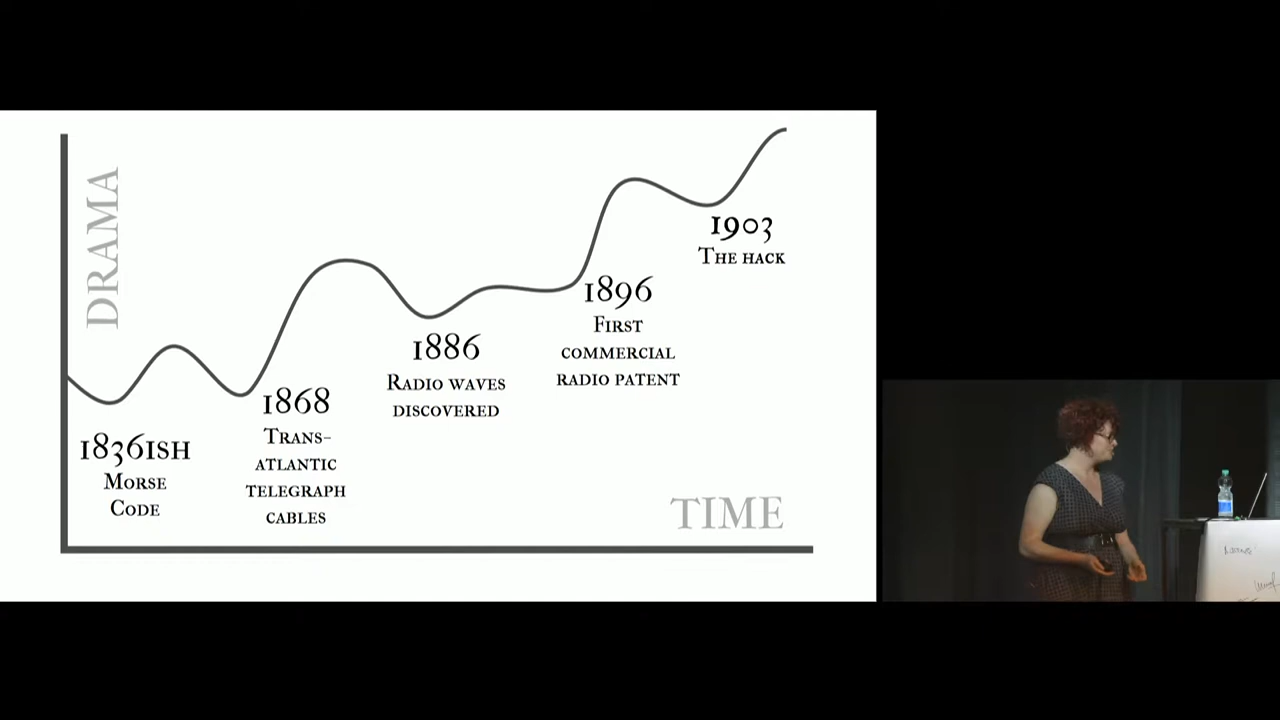 DRAMA
1836ISH
MORSE
CODE
1868
TRANS-
ATLANTIC
TELEGRAPH
CABLES
1886
RADIO WAVES
DISCOVERED
1896
FIRST
COMMERCIAL
RADIO PATENT
1903
THE HACK
TIME